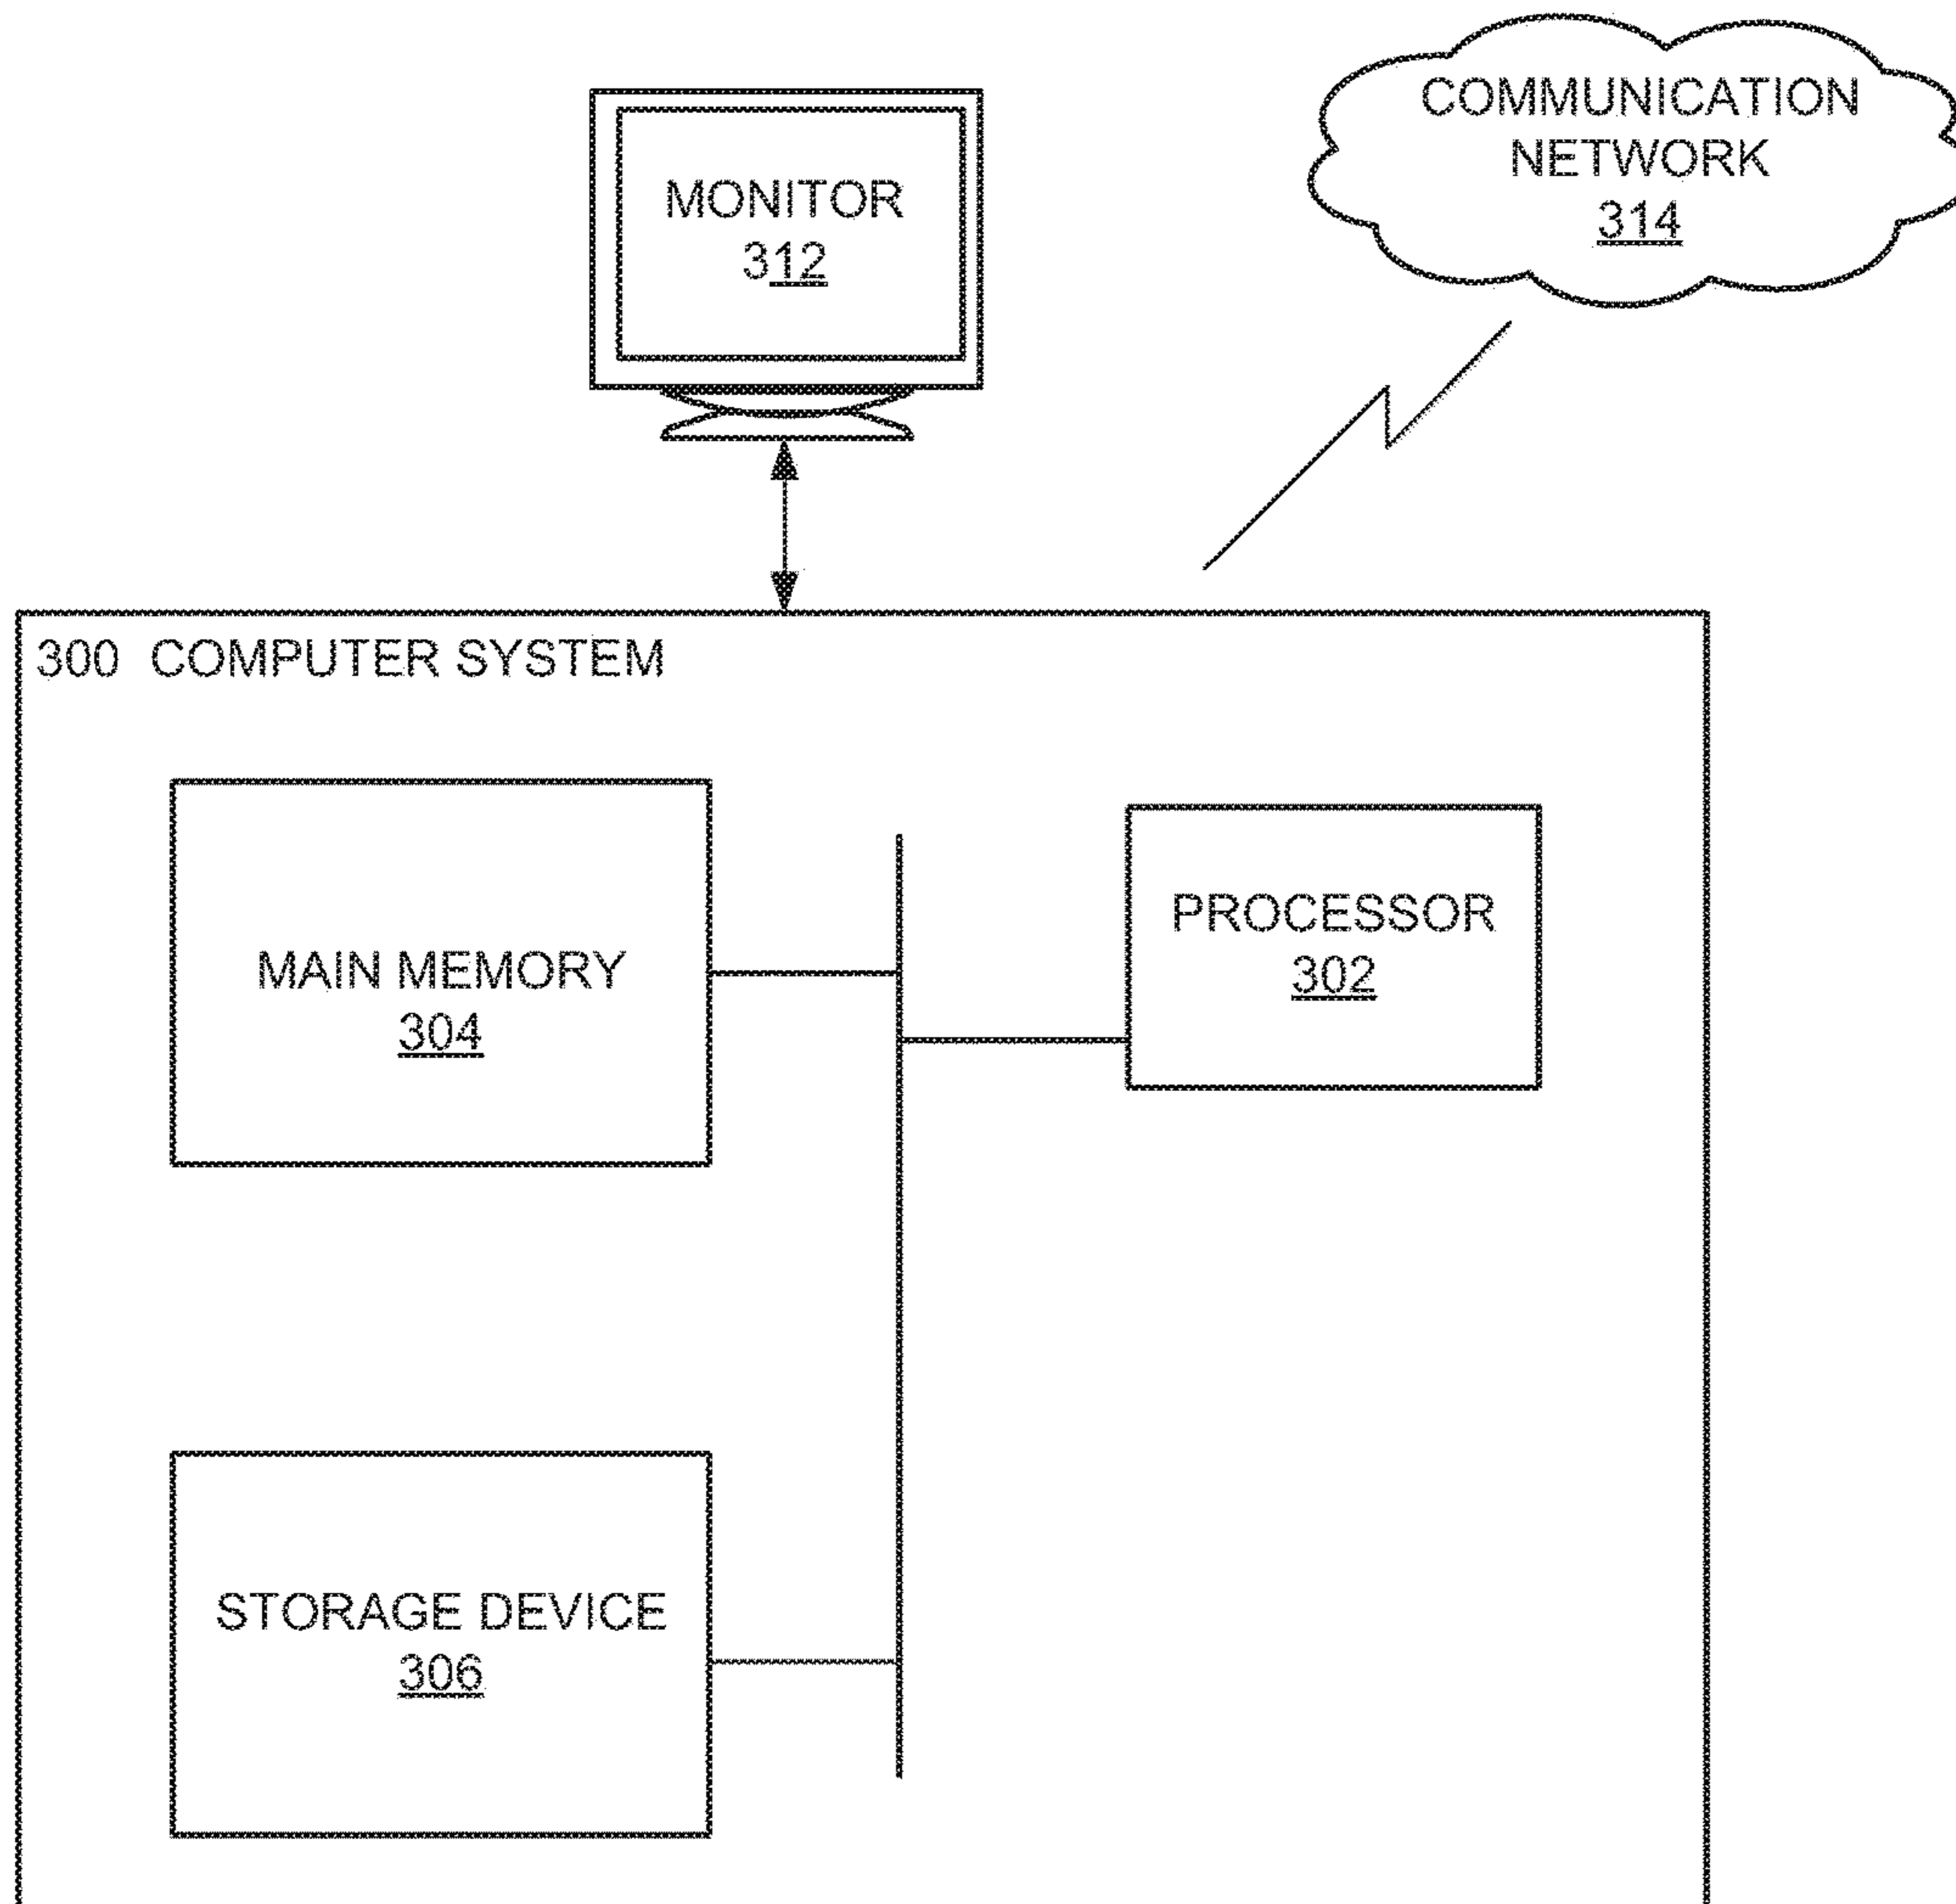 COMMUNICATION
NETWORK
314
MONITOR
312
300 COMPUTER SYSTEM
MAIN MEMORY
304
PROCESSOR
302
STORAGE DEVICE
306